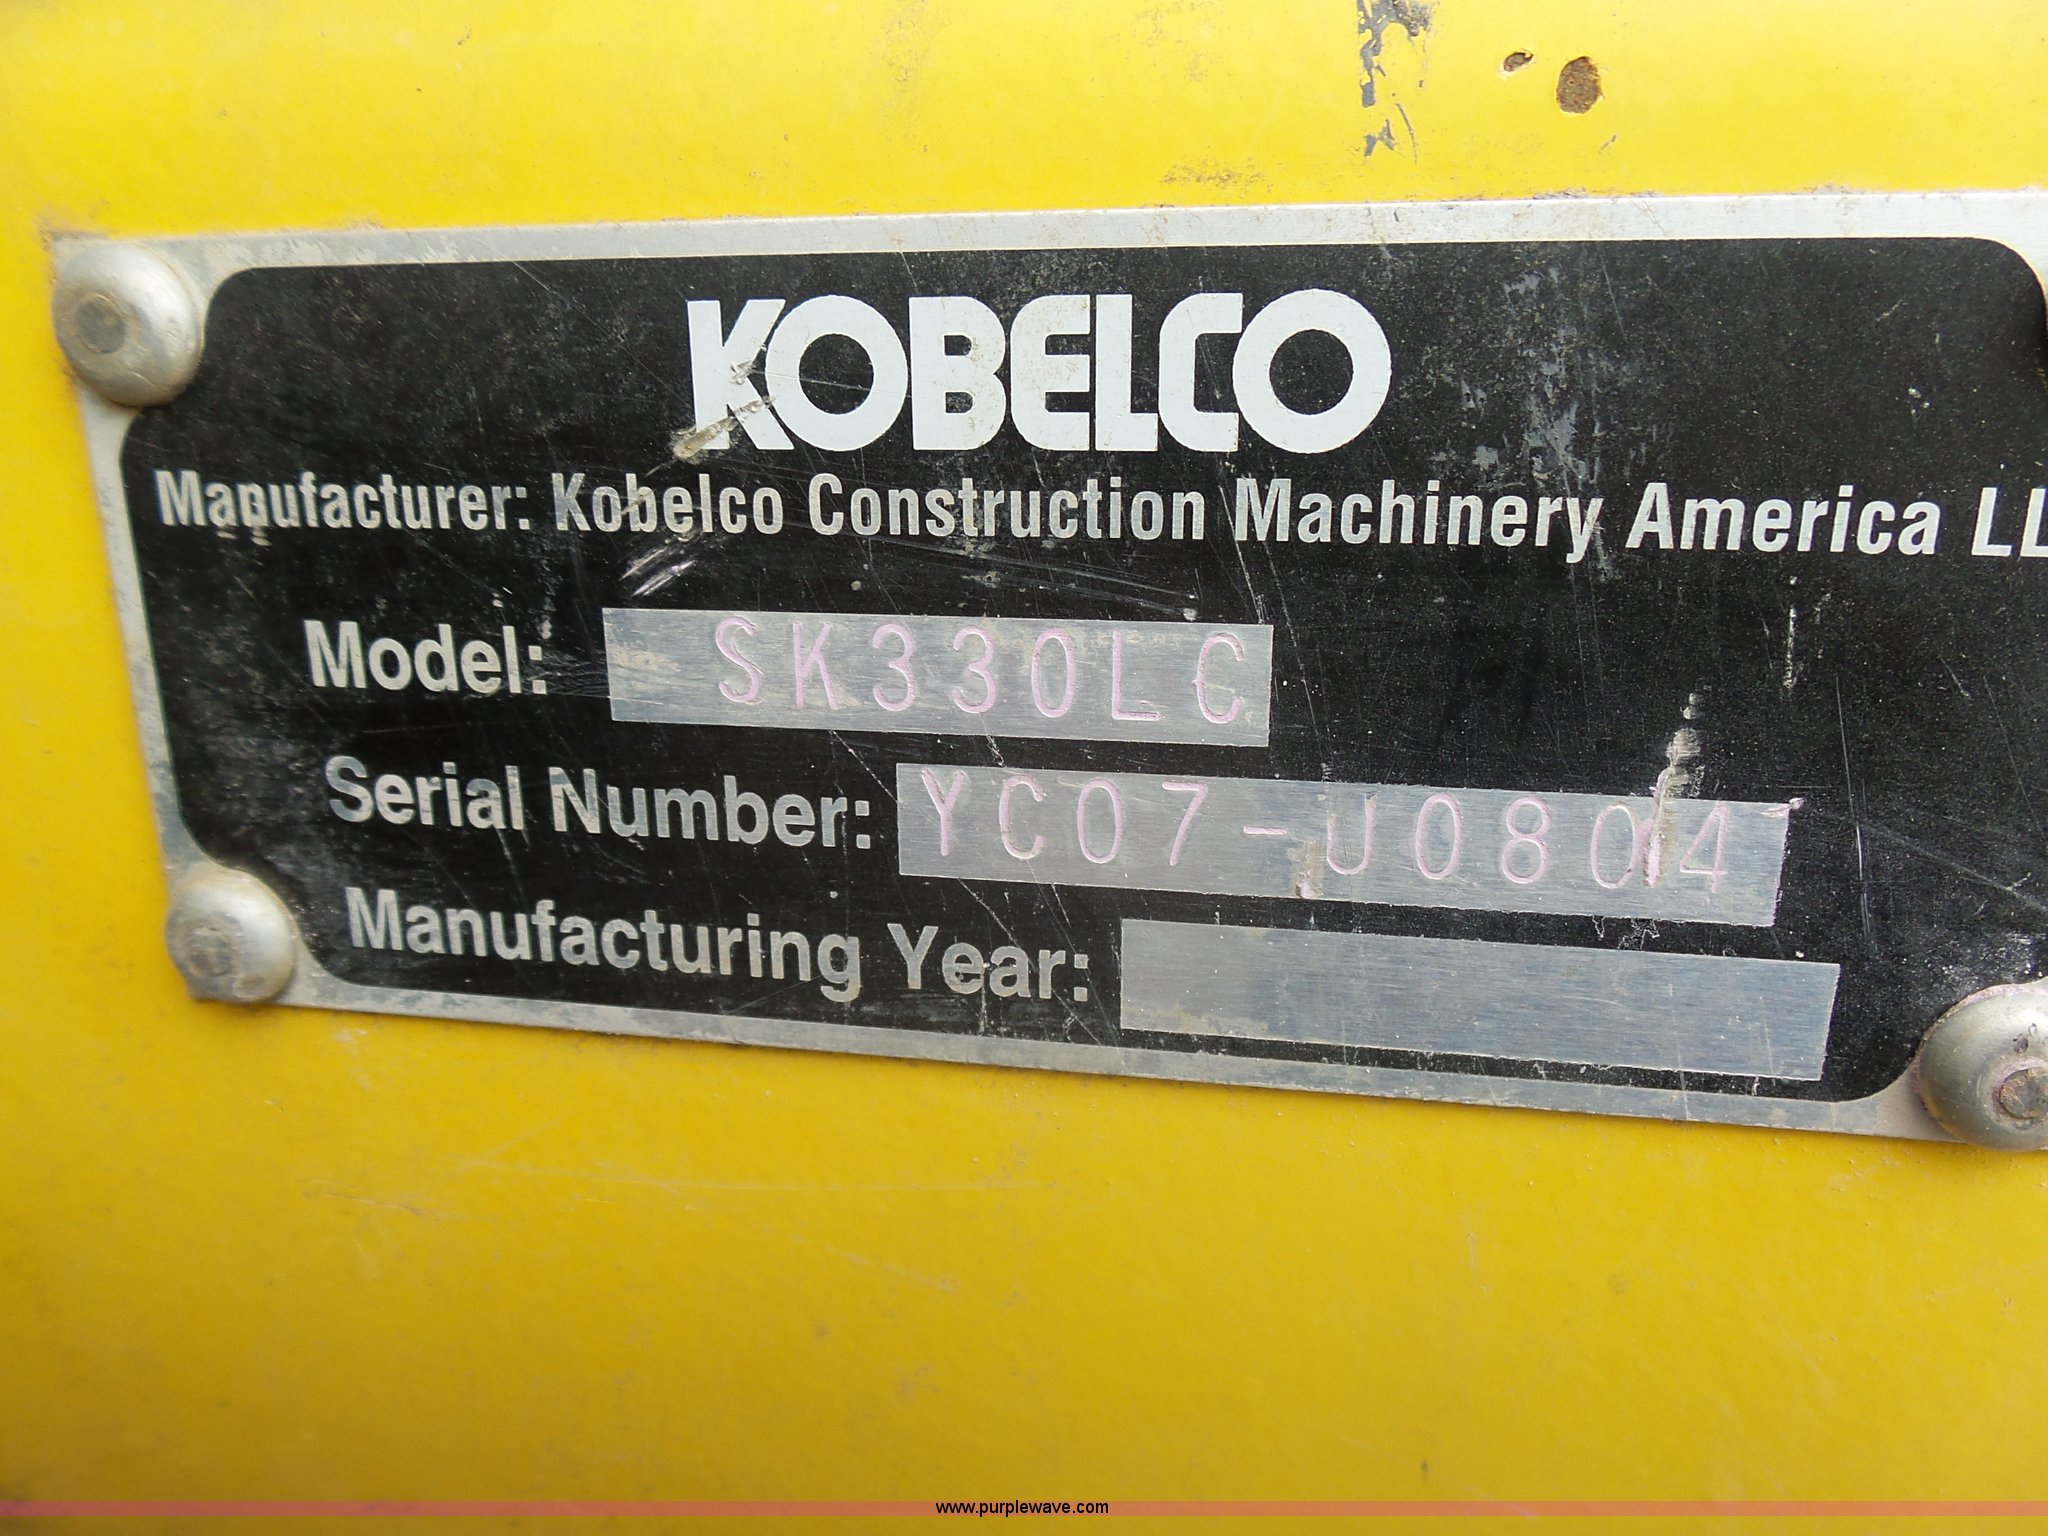 KOBELCO
Manufacturer: Kobelco Construction Machinery America LL
Model: SK330LC
Serial Number: YC07-U0804
Manufacturing Year:
www.purplewave.com